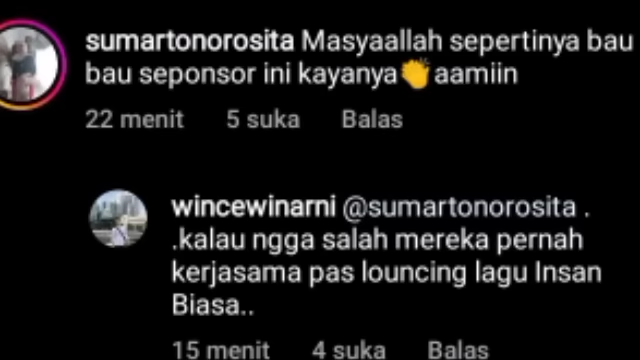 sumartonorosita Masyaallah sepertinya bau
bau seponsor ini kayanya👏aamiin
22 menit 5 suka Balas
wincewinarni @sumartonorosita .
.kalau ngga salah mereka pernah
kerjasama pas louncing lagu Insan
Biasa..
15 menit 4 suka Balas